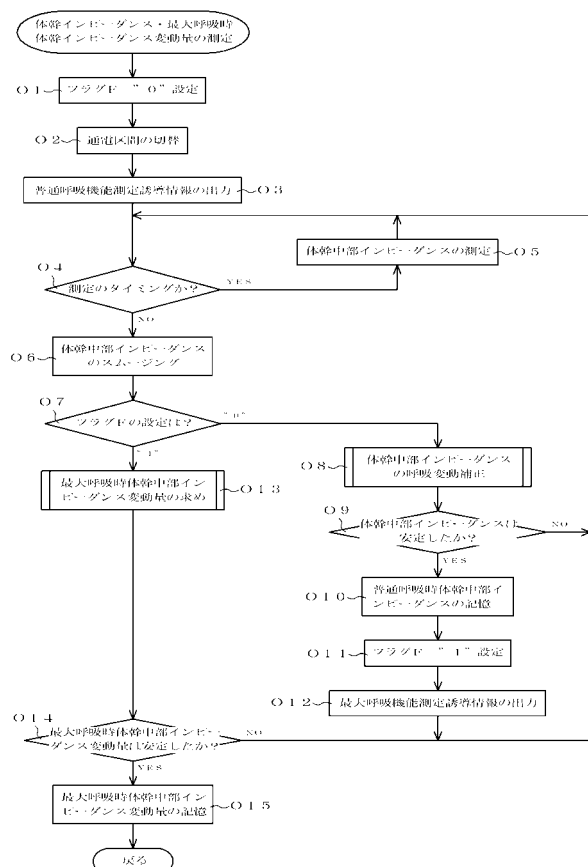 体幹インピーダンス・最大呼吸時
体幹インピーダンス変動量の測定
O1
フラグF “0”設定
O2
通電区間の切替
普通呼吸機能測定誘導情報の出力
O3
体幹中部インピーダンスの測定
O5
O4
測定のタイミングか?
YES
NO
O6
体幹中部インピーダンス
のスムージング
O7
フラグFの設定は?
“0”
“1”
O8
体幹中部インピーダンス
の呼吸変動補正
最大呼吸時体幹中部イン
ピーダンス変動量の求め
O13
O9
体幹中部インピーダンスは
安定したか?
NO
YES
O10
普通呼吸時体幹中部イ
ンピーダンスの記憶
O11
フラグF “1”設定
O12
最大呼吸機能測定誘導情報の出力
O14
最大呼吸時体幹中部インピー
ダンス変動量は安定したか?
NO
YES
最大呼吸時体幹中部イン
ピーダンス変動量の記憶
O15
戻る